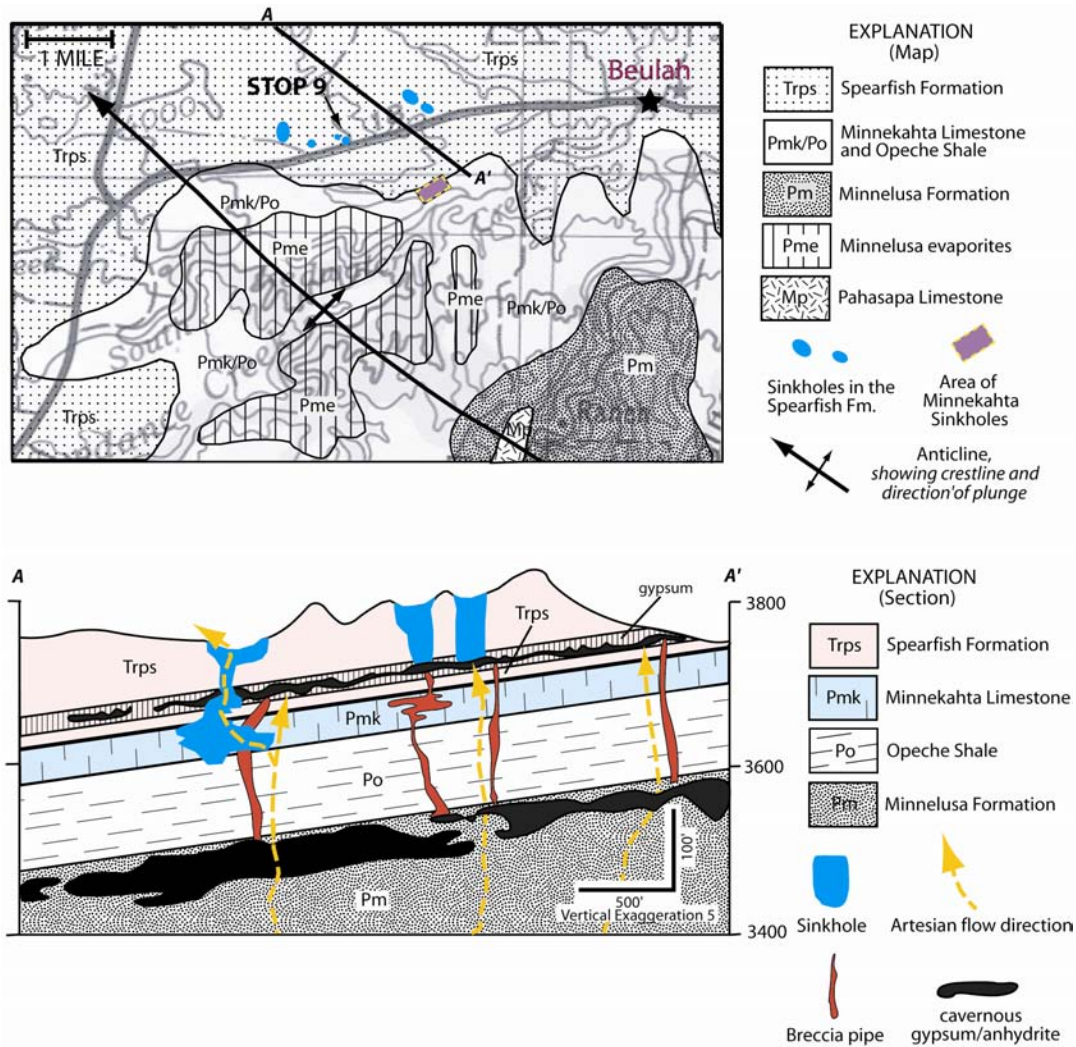 A
1 MILE
STOP 9
Trps
Beulah
Trps
A'
Pmk/Po
Pme
Pme
Pmk/Po
Pm
Pmk/Po
Pme
Ranch
Mp
Trps
South
Creek
EXPLANATION
(Map)
Trps Spearfish Formation
Pmk/Po Minnekahta Limestone
and Opeche Shale
Pm Minnelusa Formation
Pme Minnelusa evaporites
Mp Pahasapa Limestone
Sinkholes in the
Spearfish Fm.
Area of
Minnekahta
Sinkholes
Anticline,
showing crestline and
direction'of plunge
A
A'
gypsum
3800
Trps
Trps
Pmk
Po
3600
Pm
100'
500'
Vertical Exaggeration 5
3400
EXPLANATION
(Section)
Trps Spearfish Formation
Pmk Minnekahta Limestone
Po Opeche Shale
Pm Minnelusa Formation
Sinkhole
Artesian flow direction
Breccia pipe
cavernous
gypsum/anhydrite